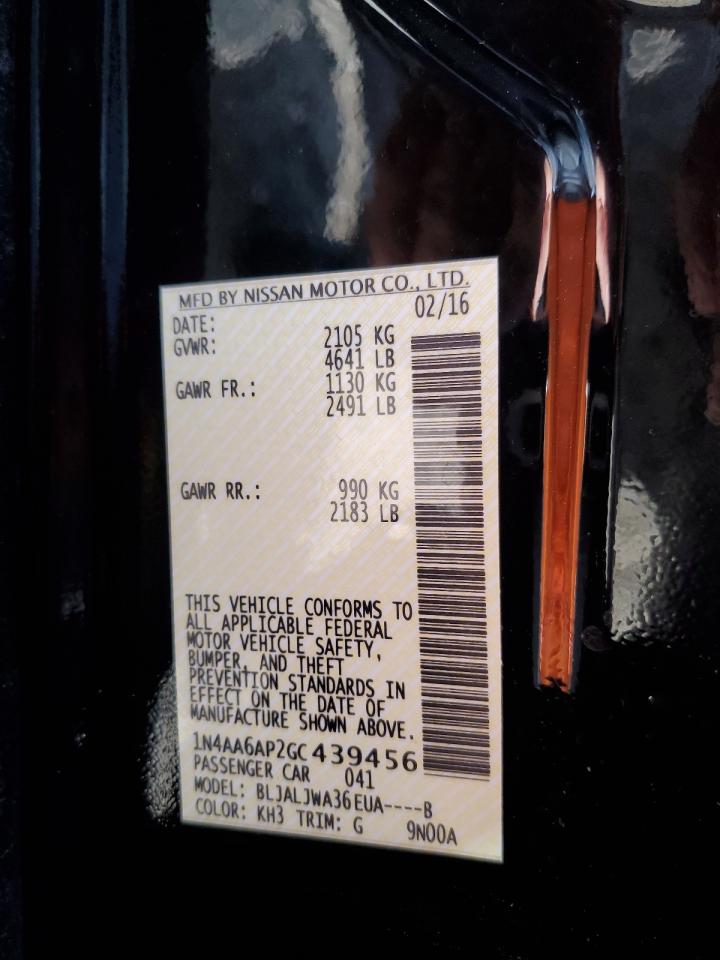 MFD BY NISSAN MOTOR CO., LTD.
DATE: 02/16
GVWR: 2105 KG
4641 LB
GAWR FR.: 1130 KG
2491 LB
GAWR RR.: 990 KG
2183 LB
THIS VEHICLE CONFORMS TO
ALL APPLICABLE FEDERAL
MOTOR VEHICLE SAFETY,
BUMPER, AND THEFT
PREVENTION STANDARDS IN
EFFECT ON THE DATE OF
MANUFACTURE SHOWN ABOVE.
1N4AA6AP2GC439456
PASSENGER CAR 041
MODEL: BLJALJWA36EUA----B
COLOR: KH3 TRIM: G 9N00A